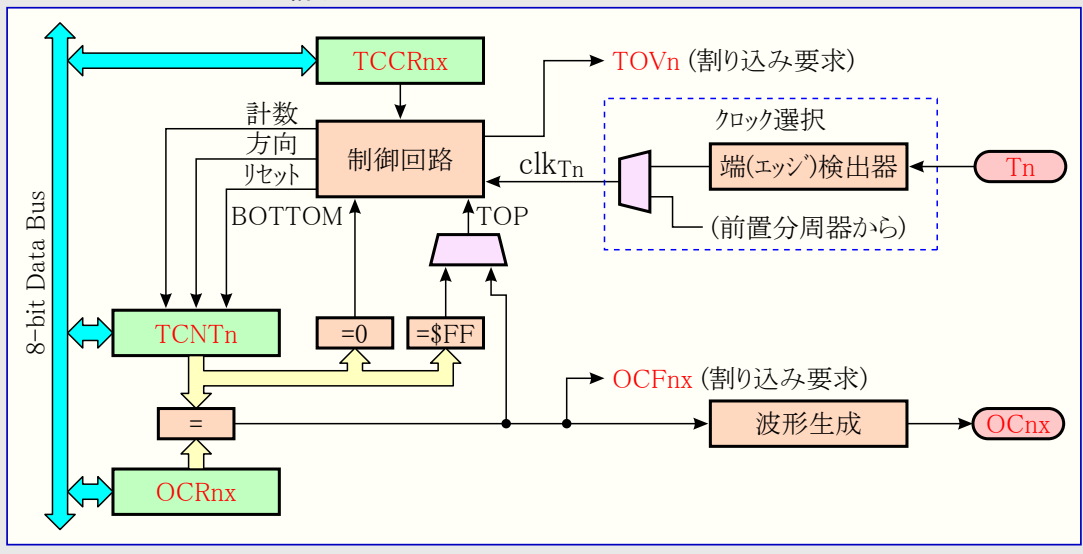 TCCRnx
TOVn (割り込み要求)
計数
方向
リセット
制御回路
BOTTOM
TOP
clkTn
クロック選択
端(エッジ)検出器
Tn
(前置分周器から)
8-bit Data Bus
TCNTn
=0
=$FF
OCFnx (割り込み要求)
=
波形生成
OCnx
OCRnx